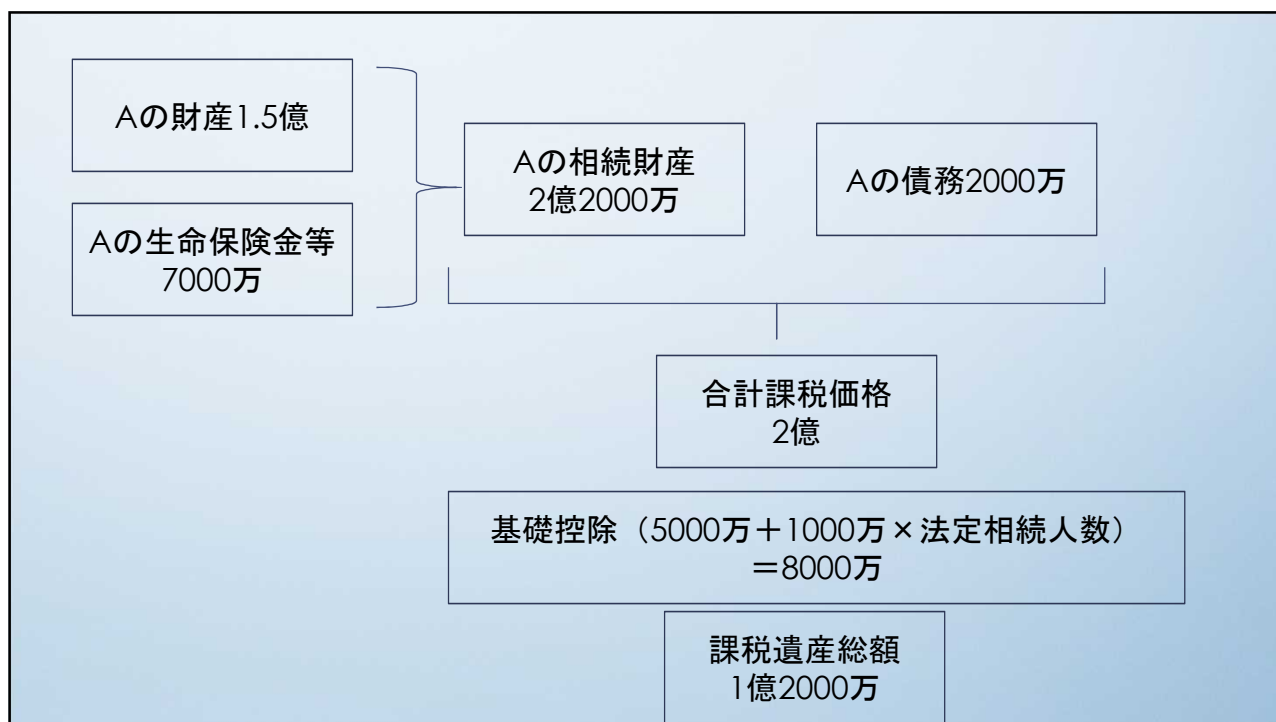 Aの財産1.5億
Aの生命保険金等
7000万
Aの相続財産
2億2000万
Aの債務2000万
合計課税価格
2億
基礎控除（5000万＋1000万×法定相続人数）
＝8000万
課税遺産総額
1億2000万